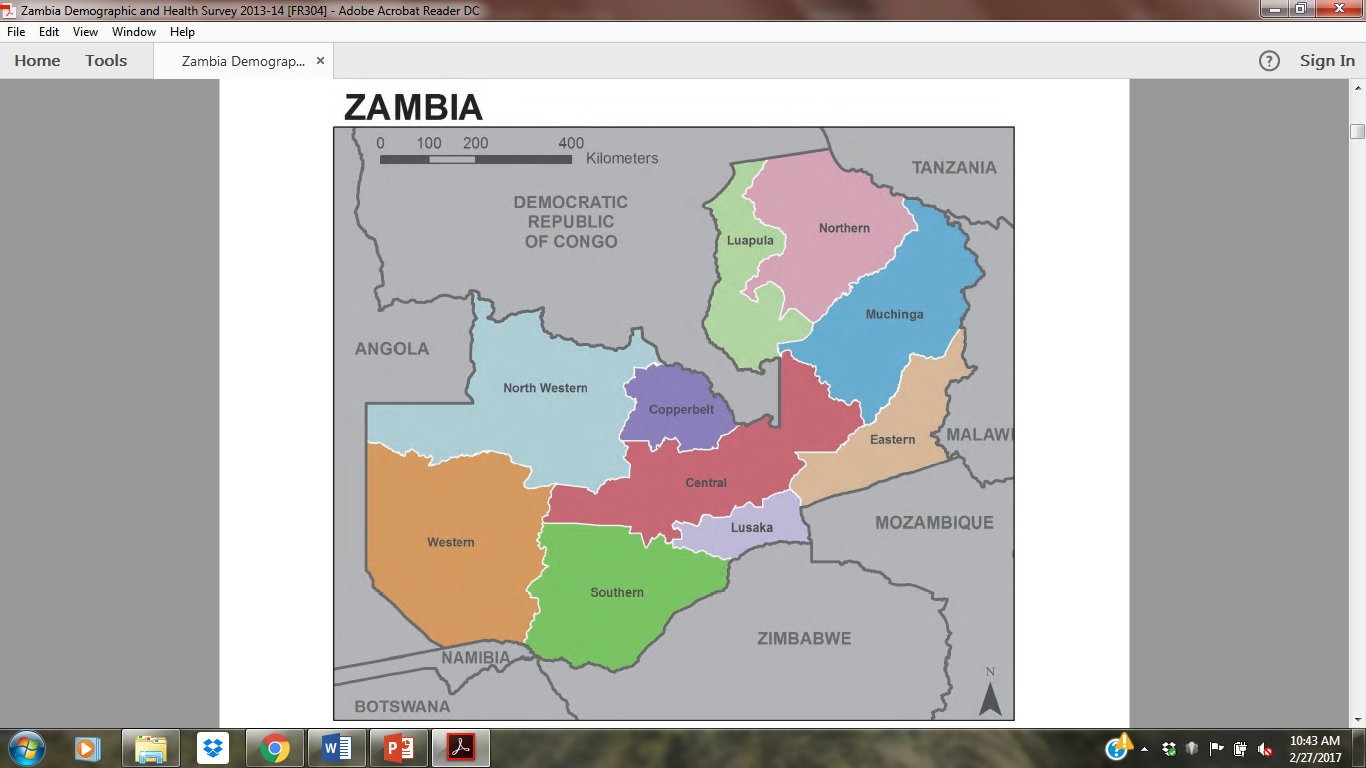 Zambia Demographic and Health Survey 2013-14 [FR304] - Adobe Acrobat Reader DC
File Edit View Window Help
Home Tools Zambia Demograp... × ? Sign In
ZAMBIA
0 100 200 400
Kilometers
TANZANIA
DEMOCRATIC
REPUBLIC
OF CONGO
Northern
Luapula
Muchinga
ANGOLA
North Western
Copperbelt
Eastern
MALAWI
Central
MOZAMBIQUE
Lusaka
Western
Southern
ZIMBABWE
NAMIBIA
N
BOTSWANA
W
P
10:43 AM
2/27/2017